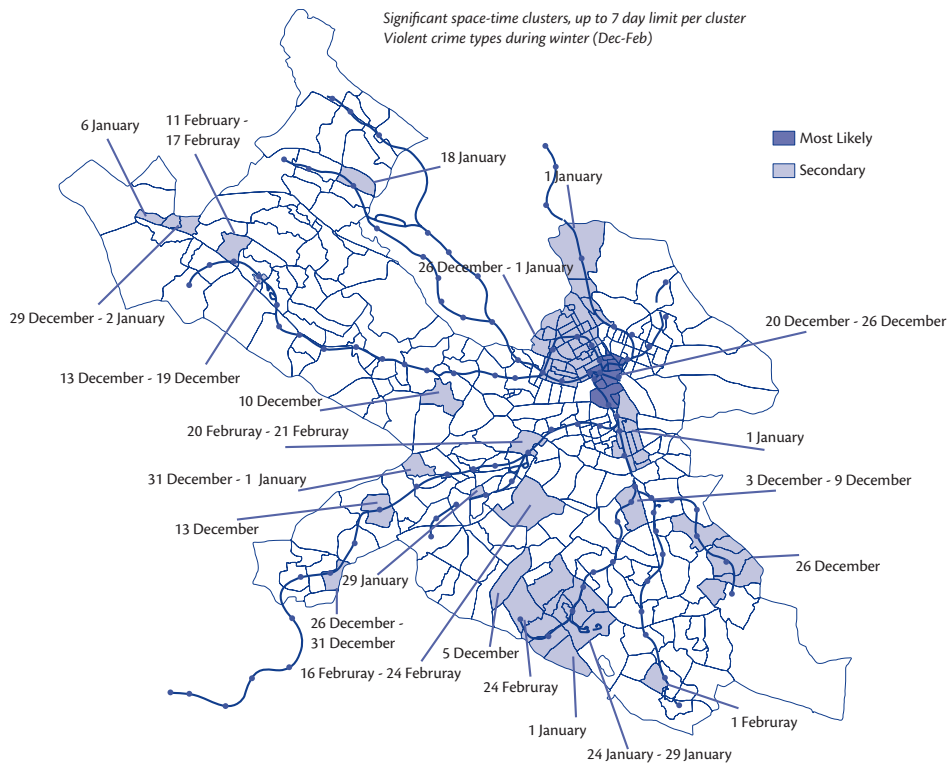 Significant space-time clusters, up to 7 day limit per cluster
Violent crime types during winter (Dec-Feb)
6 January
11 February -
17 Februray
18 January
1 January
Most Likely
Secondary
26 December - 1 January
29 December - 2 January
20 December - 26 December
13 December - 19 December
10 December
20 Februray - 21 Februray
1 January
31 December - 1 January
3 December - 9 December
13 December
26 December
29 January
26 December -
31 December
5 December
16 Februray - 24 Februray
24 Februray
1 January
1 Februray
24 January - 29 January